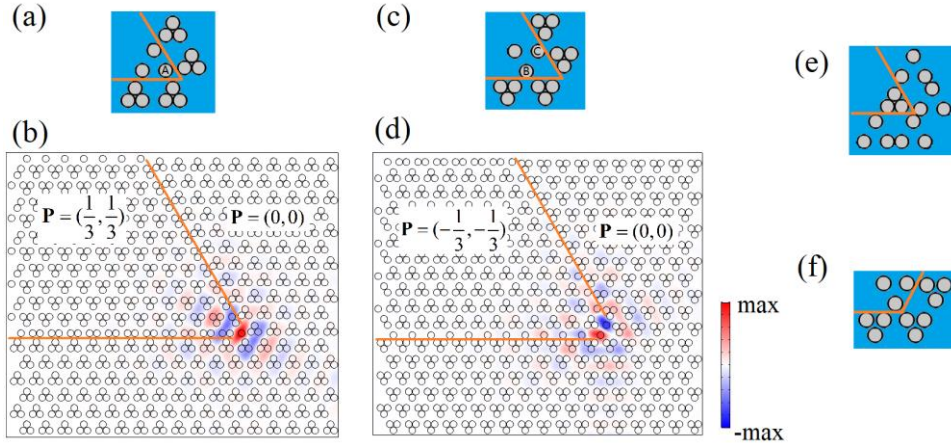 (a)
A
(c)
C
B
(e)
(b)
P = (1/3, 1/3)
P = (0,0)
(d)
P = (-1/3, -1/3)
P = (0,0)
(f)
max
-max